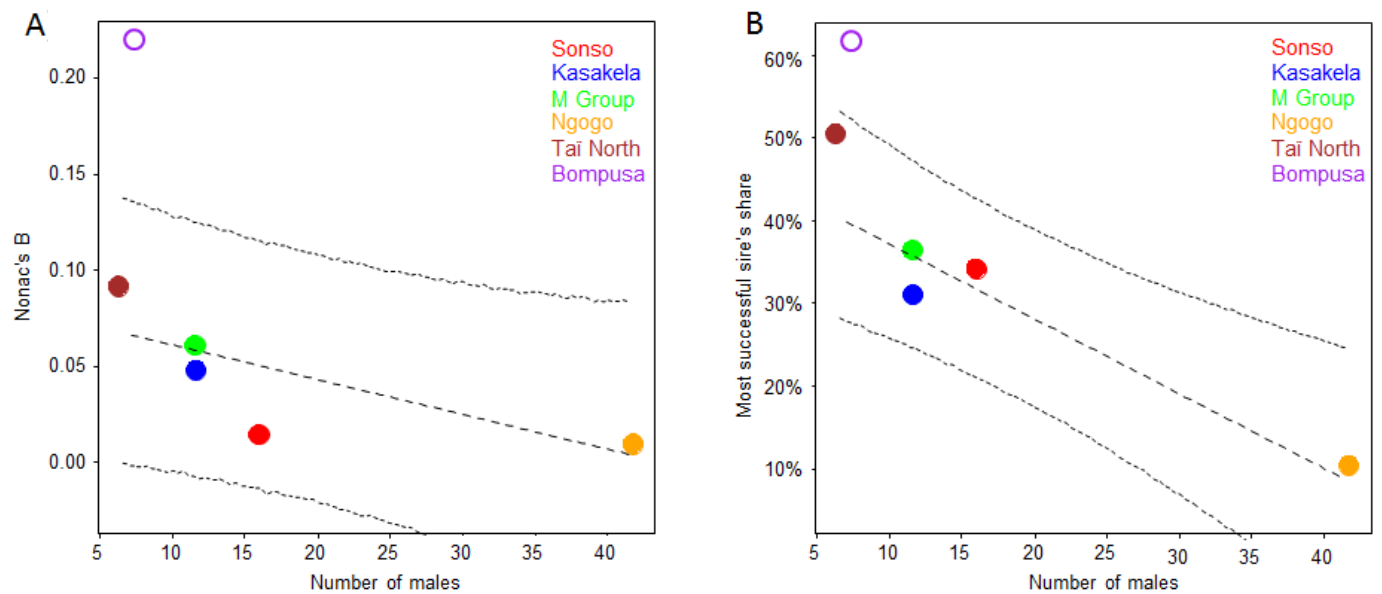 A
Nonac's B
0.20
0.15
0.10
0.05
0.00
5
10
15
20
25
30
35
40
Number of males
Sonso
Kasakela
M Group
Ngogo
Taï North
Bompusa
B
Most successful sire's share
60%
50%
40%
30%
20%
10%
5
10
15
20
25
30
35
40
Number of males
Sonso
Kasakela
M Group
Ngogo
Taï North
Bompusa